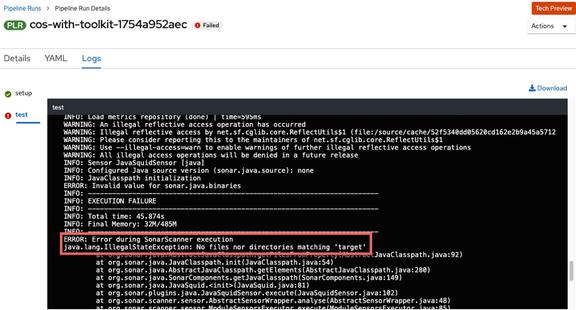 Pipeline Runs > Pipeline Run Details
Tech Preview
PLR cos-with-toolkit-1754a952aec Failed
Actions
Details YAML Logs
setup
test
Download
test
INFO: Load metrics repository (done) | time=595ms
WARNING: An illegal reflective access operation has occurred
WARNING: Illegal reflective access by net.sf.cglib.core.ReflectUtils$1 (file:/source/cache/52f5340dd05620cd162e2b9a45a5712
WARNING: Please consider reporting this to the maintainers of net.sf.cglib.core.ReflectUtils$1
WARNING: Use --illegal-access=warn to enable warnings of further illegal reflective access operations
WARNING: All illegal access operations will be denied in a future release
INFO: Sensor JavaSquidSensor [java]
INFO: Configured Java source version (sonar.java.source): none
INFO: JavaClasspath initialization
ERROR: Invalid value for sonar.java.binaries
INFO: ------------------------------------------------------------------------
INFO: EXECUTION FAILURE
INFO: ------------------------------------------------------------------------
INFO: Total time: 45.874s
INFO: Final Memory: 32M/485M
INFO: ------------------------------------------------------------------------
ERROR: Error during SonarScanner execution
java.lang.IllegalStateException: No files nor directories matching 'target'
at org.sonar.java.AbstractJavaClasspath.getFilesFromProperty(AbstractJavaClasspath.java:92)
at org.sonar.java.JavaClasspath.init(JavaClasspath.java:54)
at org.sonar.java.AbstractJavaClasspath.getElements(AbstractJavaClasspath.java:280)
at org.sonar.java.SonarComponents.getJavaClasspath(SonarComponents.java:149)
at org.sonar.java.JavaSquid.<init>(JavaSquid.java:81)
at org.sonar.plugins.java.JavaSquidSensor.execute(JavaSquidSensor.java:102)
at org.sonar.scanner.sensor.AbstractSensorWrapper.analyse(AbstractSensorWrapper.java:48)
at org.sonar.scanner.sensor.ModuleSensorsExecutor.execute(ModuleSensorsExecutor.java:85)